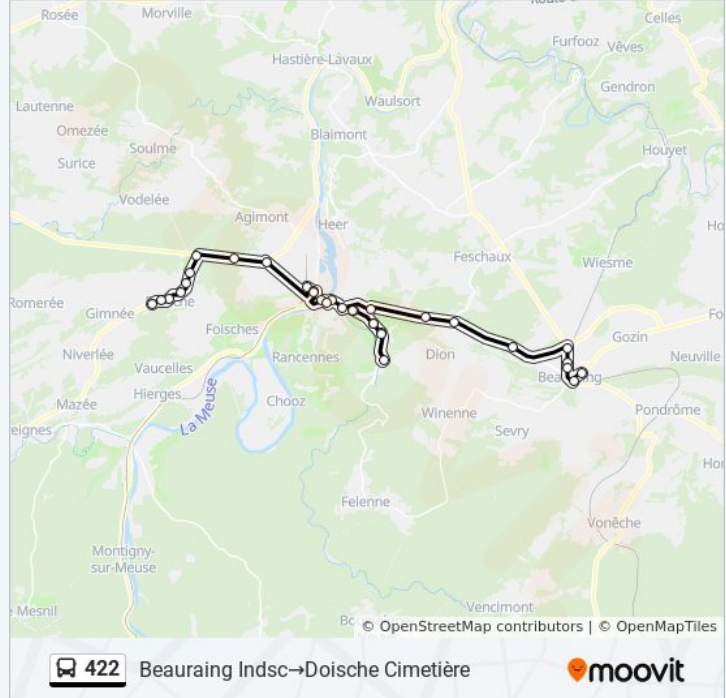 Rosée
Morville
Celles
Hastière-Lavaux
Furfooz
Vêves
Gendron
Lautenne
Waulsort
Omezée
Soulme
Blaimont
Houyet
Surice
Vodelée
Agimont
Heer
Feschaux
Wiesme
Romerée
Gimnée
Foisches
Gozin
Niverlée
Rancennes
Dion
Neuville
Vaucelles
Hierges
Chooz
La Meuse
Mazée
Winenne
Sevry
Pondrôme
Felenne
Vonêche
Montigny-
sur-Meuse
Vencimont
© OpenStreetMap contributors | © OpenMapTiles
422 Beauraing Indsc→Doische Cimetière
moovit